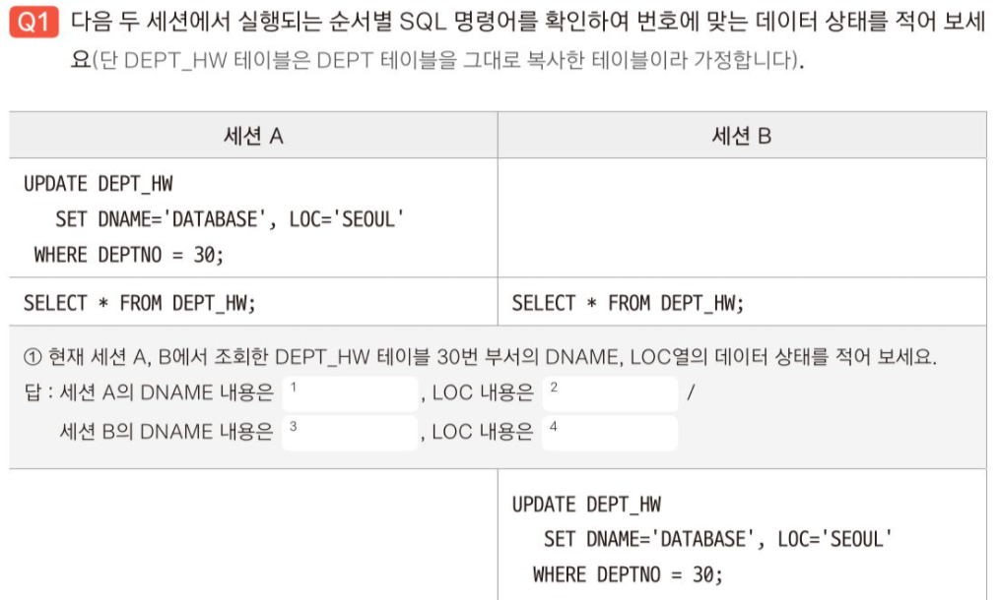 Q1 다음 두 세션에서 실행되는 순서별 SQL 명령어를 확인하여 번호에 맞는 데이터 상태를 적어 보세
요(단 DEPT_HW 테이블은 DEPT 테이블을 그대로 복사한 테이블이라 가정합니다).
세션 A 세션 B
UPDATE DEPT_HW
SET DNAME='DATABASE', LOC='SEOUL'
WHERE DEPTNO = 30;
SELECT * FROM DEPT_HW; SELECT * FROM DEPT_HW;
① 현재 세션 A, B에서 조회한 DEPT_HW 테이블 30번 부서의 DNAME, LOC열의 데이터 상태를 적어 보세요.
답 : 세션 A의 DNAME 내용은 1 , LOC 내용은 2 /
세션 B의 DNAME 내용은 3 , LOC 내용은 4
UPDATE DEPT_HW
SET DNAME='DATABASE', LOC='SEOUL'
WHERE DEPTNO = 30;